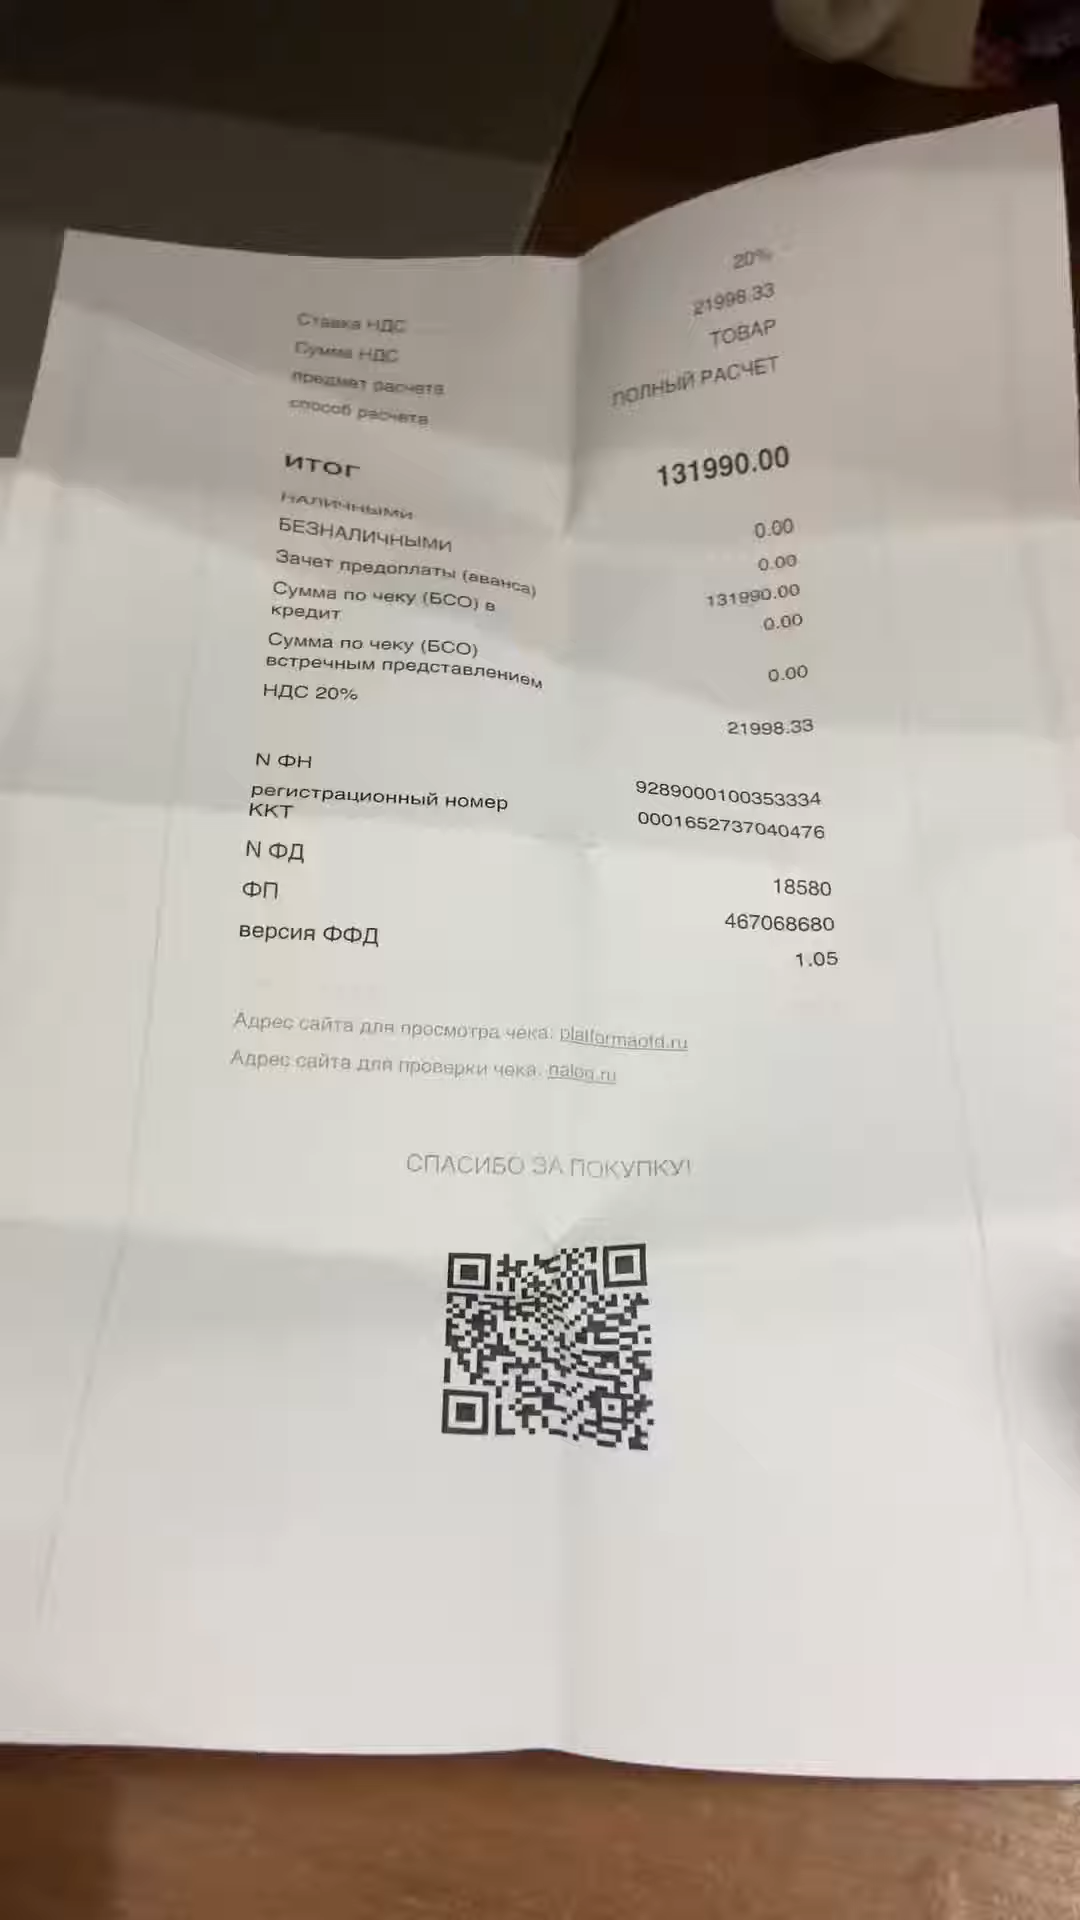 Ставка НДС 20%
Сумма НДС 21998.33
предмет расчета ТОВАР
способ расчета ПОЛНЫЙ РАСЧЕТ
ИТОГ 131990.00
НАЛИЧНЫМИ 0.00
БЕЗНАЛИЧНЫМИ 0.00
Зачет предоплаты (аванса) 131990.00
Сумма по чеку (БСО) в 0.00
кредит
Сумма по чеку (БСО)
встречным представлением 0.00
НДС 20% 21998.33
N ФН 9289000100353334
регистрационный номер 0001652737040476
ККТ
N ФД 18580
ФП 467068680
версия ФФД 1.05
Адрес сайта для просмотра чека: platformaofd.ru
Адрес сайта для проверки чека: nalog.ru
СПАСИБО ЗА ПОКУПКУ!